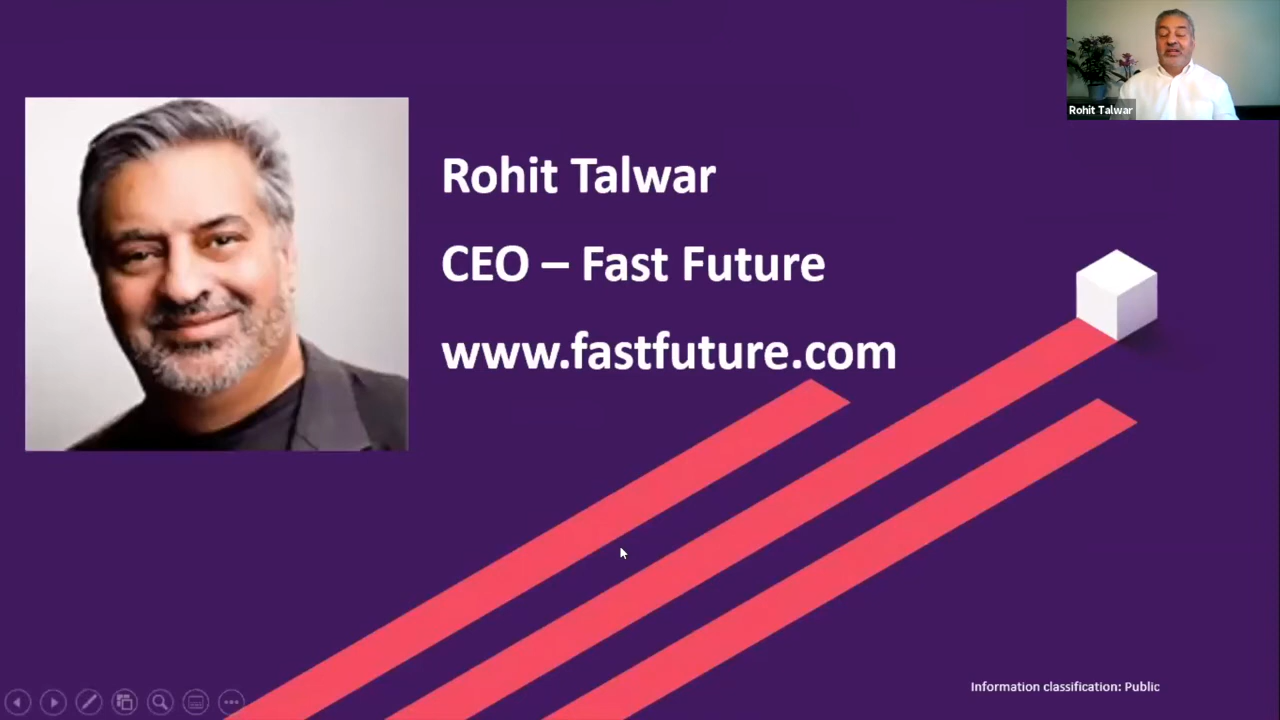 Rohit Talwar
Rohit Talwar
CEO – Fast Future
www.fastfuture.com
Information classification: Public